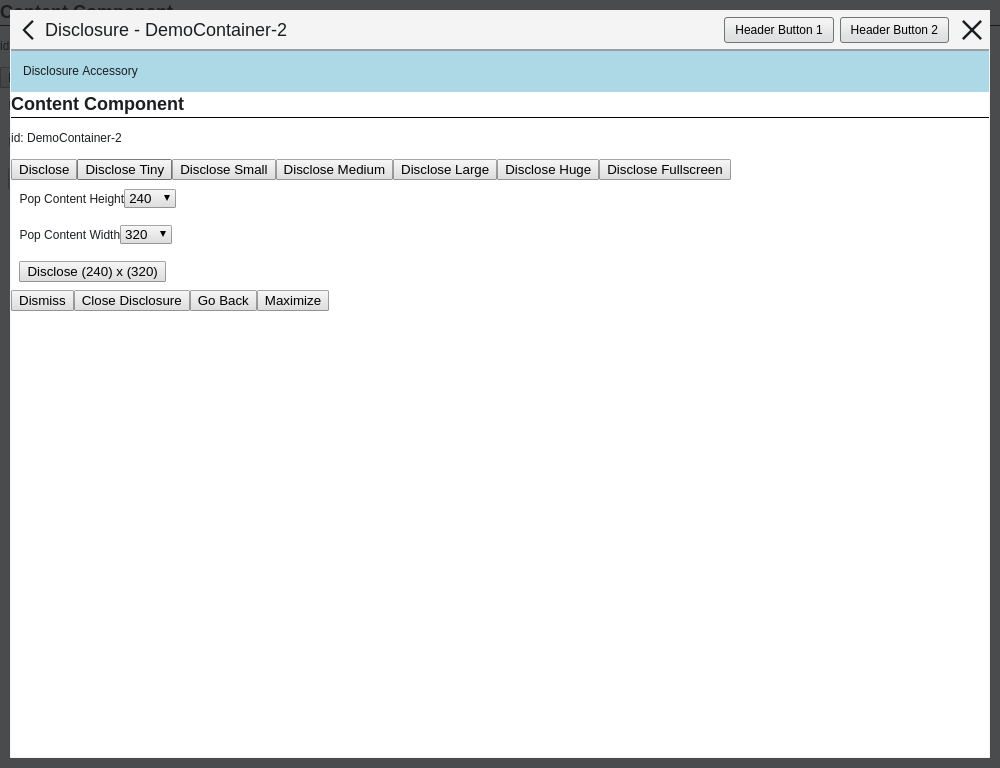 Disclosure - DemoContainer-2
Header Button 1
Header Button 2
Disclosure Accessory
Content Component
id: DemoContainer-2
Disclose
Disclose Tiny
Disclose Small
Disclose Medium
Disclose Large
Disclose Huge
Disclose Fullscreen
Pop Content Height
240
Pop Content Width
320
Disclose (240) x (320)
Dismiss
Close Disclosure
Go Back
Maximize